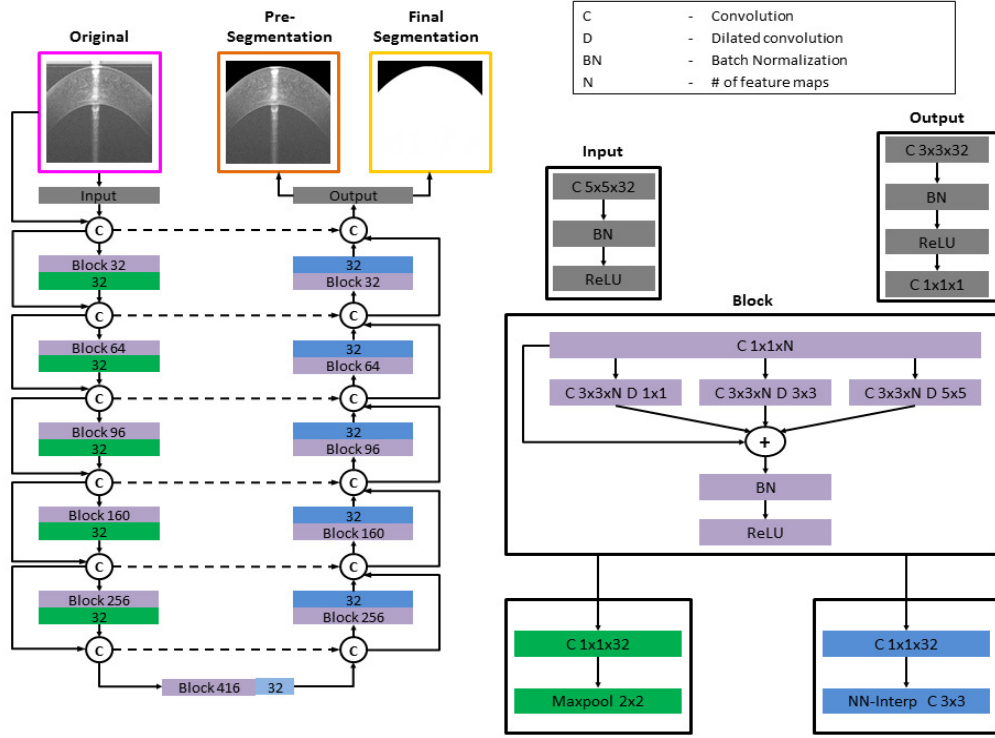 Original
Pre-
Segmentation
Final
Segmentation
C - Convolution
D - Dilated convolution
BN - Batch Normalization
N - # of feature maps
Input
Output
C
C
Block 32
32
32
Block 32
C
C
Block 64
32
32
Block 64
C
C
Block 96
32
32
Block 96
C
C
Block 160
32
32
Block 160
C
C
Block 256
32
32
Block 256
C
C
Block 416
32
Input
C 5x5x32
BN
ReLU
Output
C 3x3x32
BN
ReLU
C 1x1x1
Block
C 1x1xN
C 3x3xN D 1x1
C 3x3xN D 3x3
C 3x3xN D 5x5
+
BN
ReLU
C 1x1x32
Maxpool 2x2
C 1x1x32
NN-Interp C 3x3